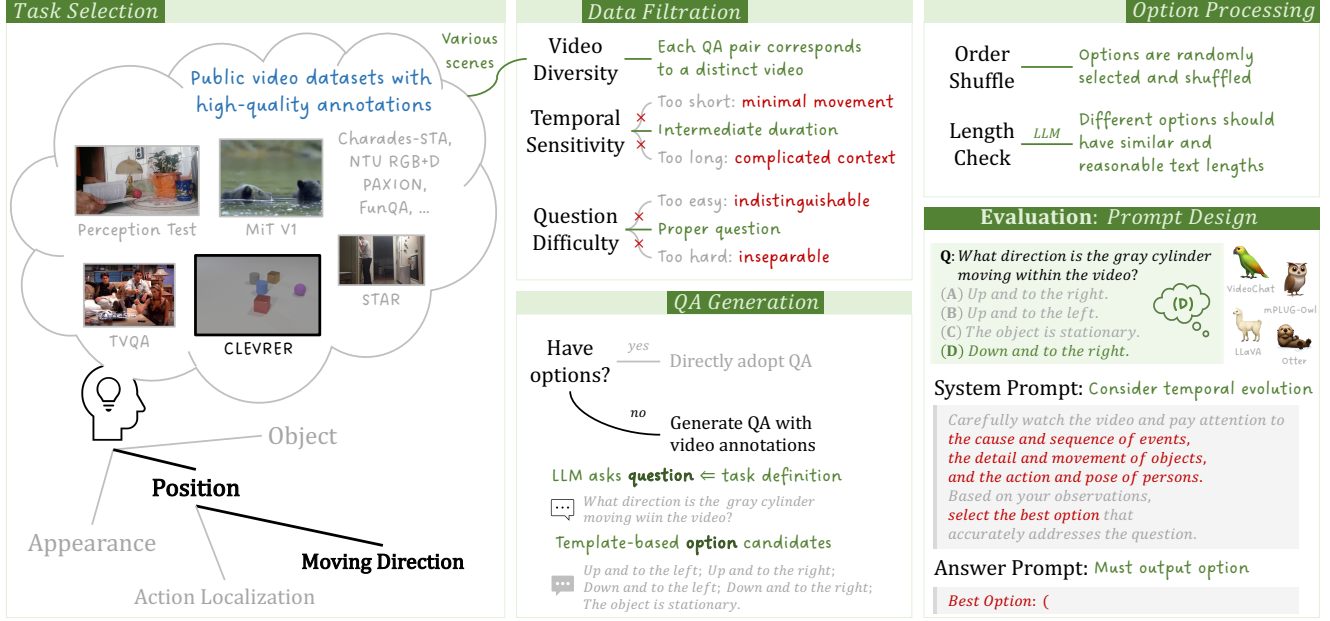 Task Selection
Various
scenes
Public video datasets with
high-quality annotations
Charades-STA,
NTU RGB+D
PAXION,
FunQA, ...
Perception Test
MiT V1
STAR
TVQA
CLEVRER
Object
Position
Appearance
Moving Direction
Action Localization
Data Filtration
Video
Diversity
Each QA pair corresponds
to a distinct video
Temporal
Sensitivity
Too short: minimal movement
Intermediate duration
Too long: complicated context
Question
Difficulty
Too easy: indistinguishable
Proper question
Too hard: inseparable
QA Generation
Have
options?
yes
Directly adopt QA
no
Generate QA with
video annotations
LLM asks question ⇐ task definition
What direction is the gray cylinder
moving wiin the video?
Template-based option candidates
Up and to the left; Up and to the right;
Down and to the left; Down and to the right;
The object is stationary.
Option Processing
Order
Shuffle
Options are randomly
selected and shuffled
Length
Check
LLM
Different options should
have similar and
reasonable text lengths
Evaluation: Prompt Design
Q: What direction is the gray cylinder
moving within the video?
(A) Up and to the right.
(B) Up and to the left.
(C) The object is stationary.
(D) Down and to the right.
(D)
VideoChat
mPLUG-Owl
LLaVA
Otter
System Prompt: Consider temporal evolution
Carefully watch the video and pay attention to
the cause and sequence of events,
the detail and movement of objects,
and the action and pose of persons.
Based on your observations,
select the best option that
accurately addresses the question.
Answer Prompt: Must output option
Best Option: (